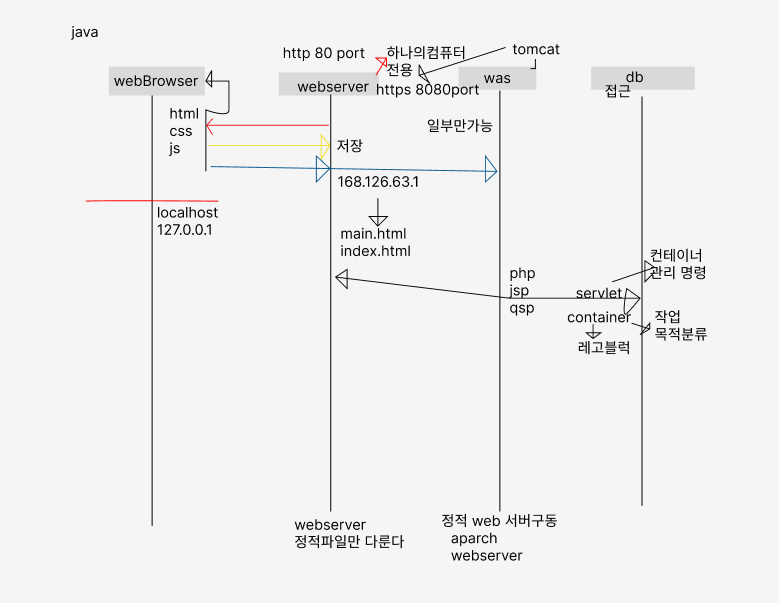 java
http 80 port
하나의컴퓨터
전용
tomcat
webBrowser
webserver
https 8080port
was
db
접근
html
css
js
저장
일부만가능
168.126.63.1
localhost
127.0.0.1
main.html
index.html
php
jsp
qsp
servlet
container
레고블럭
컨테이너
관리 명령
작업
목적분류
webserver
정적파일만 다룬다
정적 web 서버구동
aparch
webserver